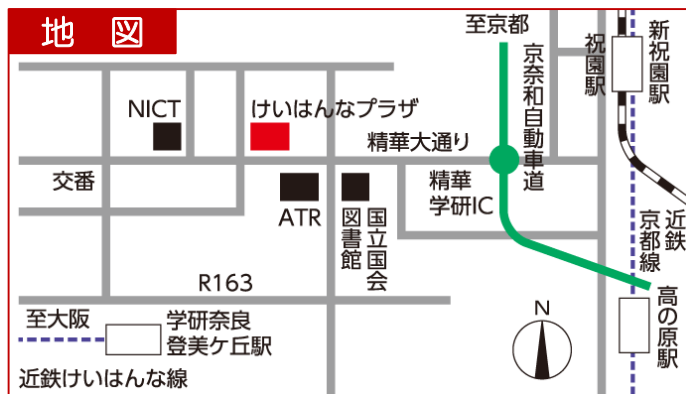 地 図
至京都
京奈和自動車道
祝園駅
新祝園駅
NICT
けいはんなプラザ
精華大通り
交番
ATR
国立国会
図書館
精華
学研IC
近鉄
京都線
R163
高の原駅
至大阪
学研奈良
登美ケ丘駅
N
近鉄けいはんな線